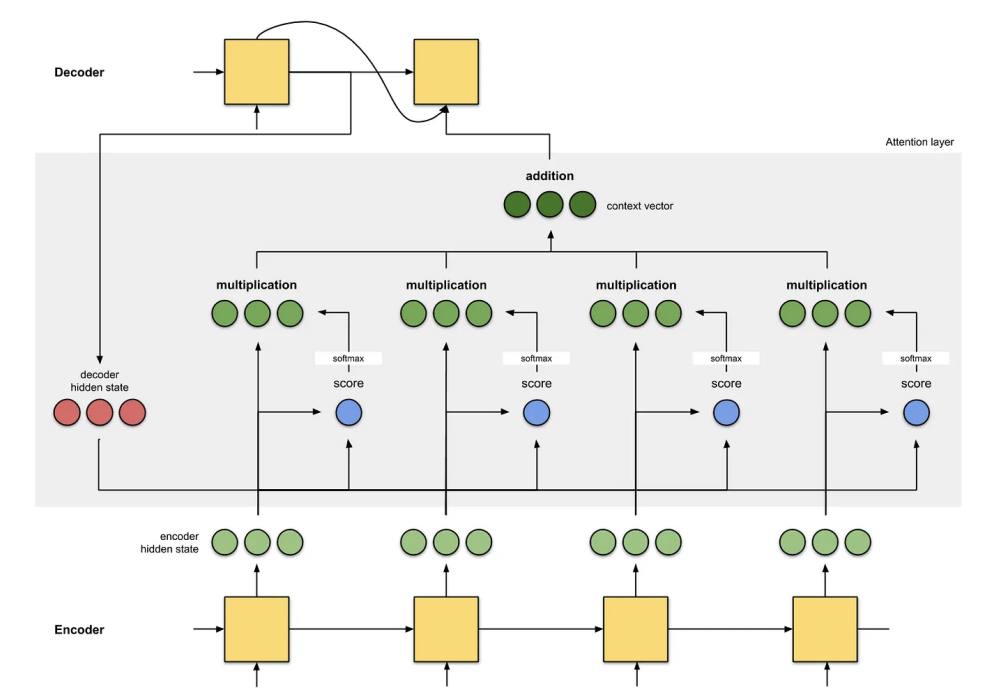 Decoder
Attention layer
addition
context vector
multiplication
multiplication
multiplication
multiplication
softmax
softmax
softmax
softmax
decoder
hidden state
score
score
score
score
encoder
hidden state
Encoder